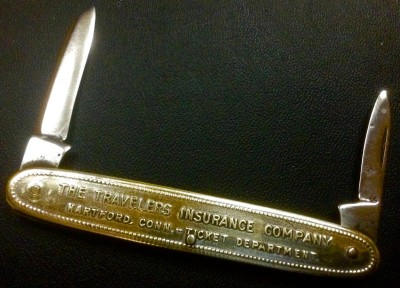 THE TRAVELERS INSURANCE COMPANY
HARTFORD, CONN.-TICKET DEPARTMENT